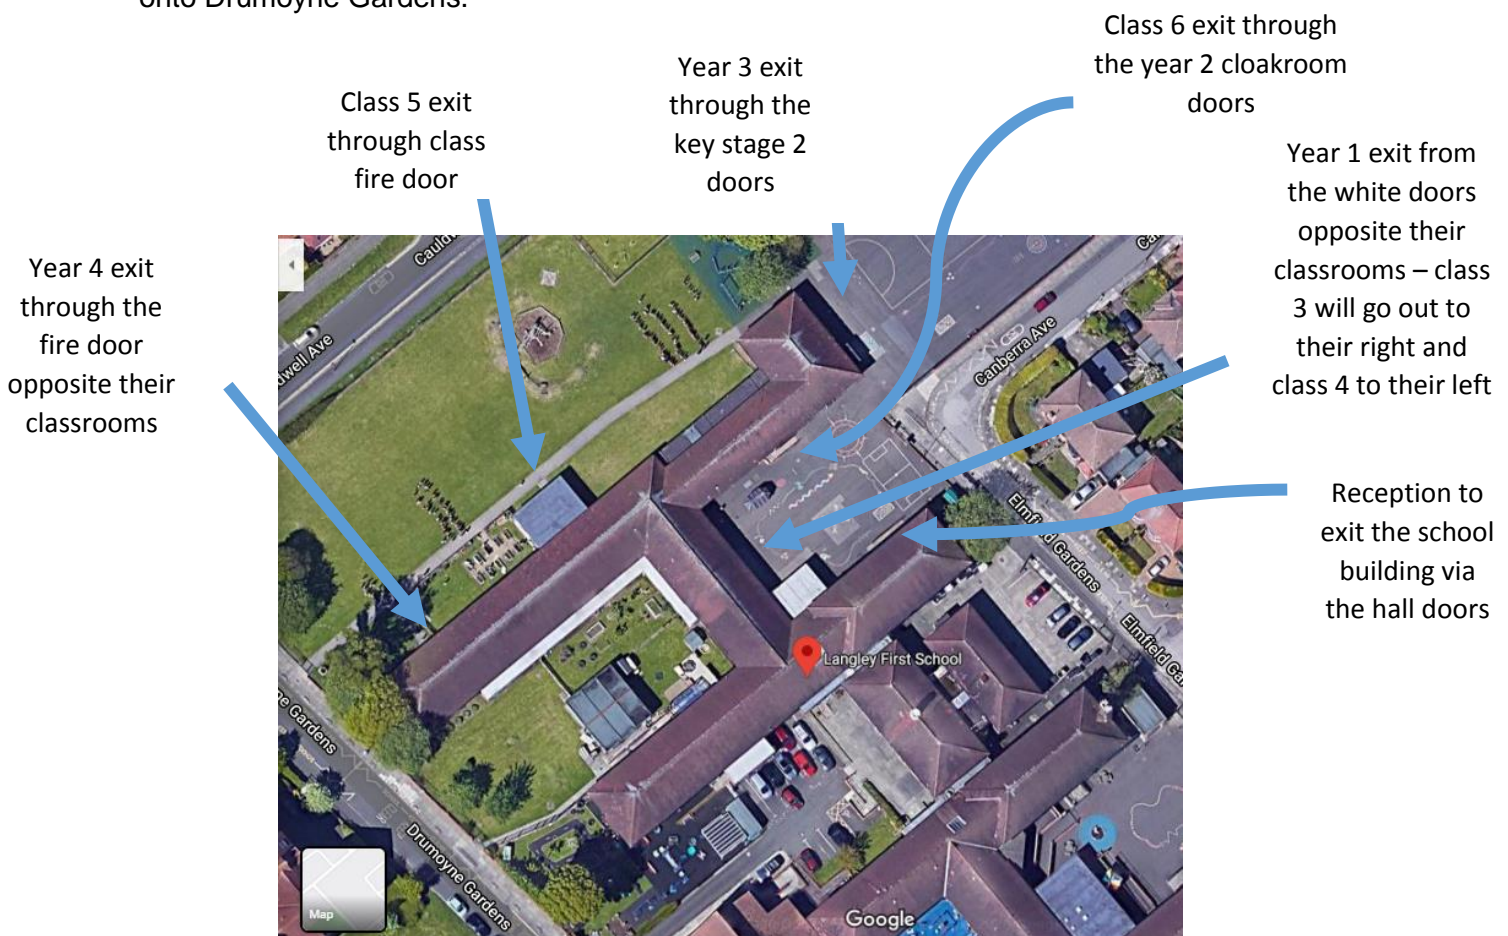 onto Drumoyne Gardens.
Class 6 exit through
the year 2 cloakroom
doors
Year 3 exit
through the
key stage 2
doors
Class 5 exit
through class
fire door
Year 1 exit from
the white doors
opposite their
classrooms – class
3 will go out to
their right and
class 4 to their left
Year 4 exit
through the
fire door
opposite their
classrooms
Reception to
exit the school
building via
the hall doors
Canberra Ave
Elmfield Gardens
Langley First School
Drumoyne Gardens
Map
Google